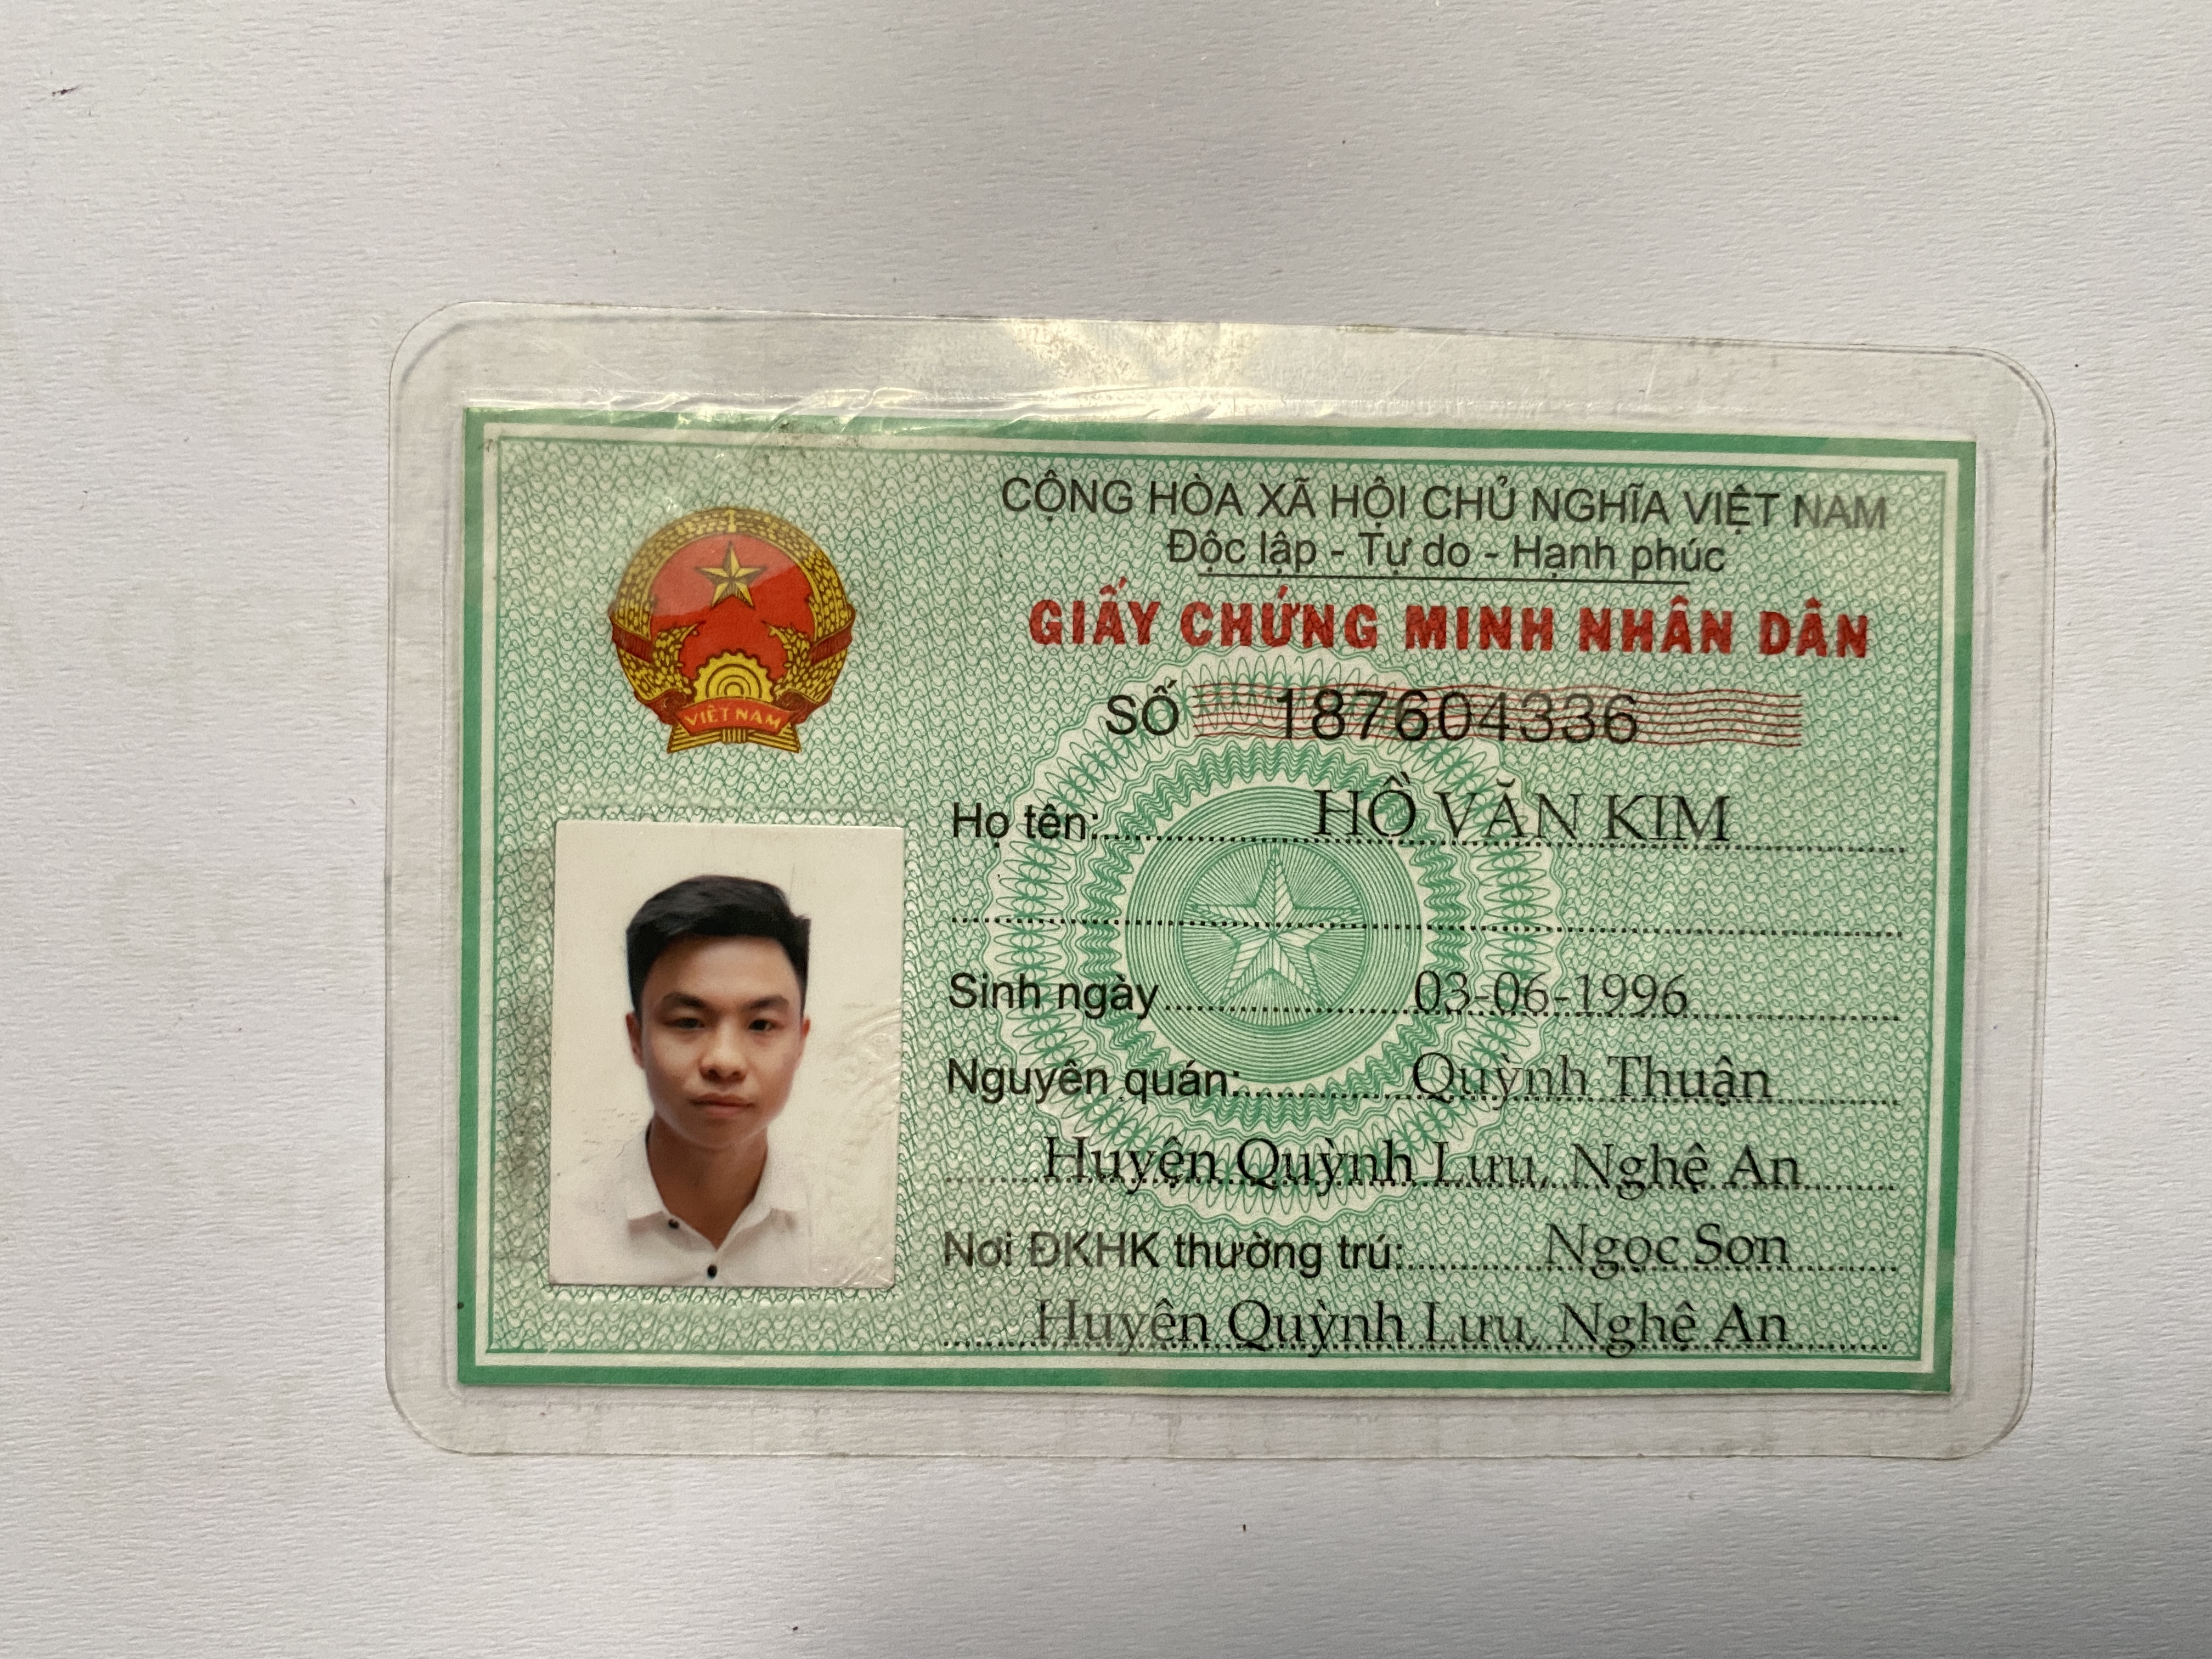 CỘNG HÒA XÃ HỘI CHỦ NGHĨA VIỆT NAM
Độc lập - Tự do - Hạnh phúc
GIẤY CHỨNG MINH NHÂN DÂN
SỐ 187604336
VIỆT NAM
Họ tên: HỒ VĂN KIM
Sinh ngày 03-06-1996
Nguyên quán: Quỳnh Thuận
Huyện Quỳnh Lưu, Nghệ An
Nơi ĐKHK thường trú: Ngọc Sơn
Huyện Quỳnh Lưu, Nghệ An